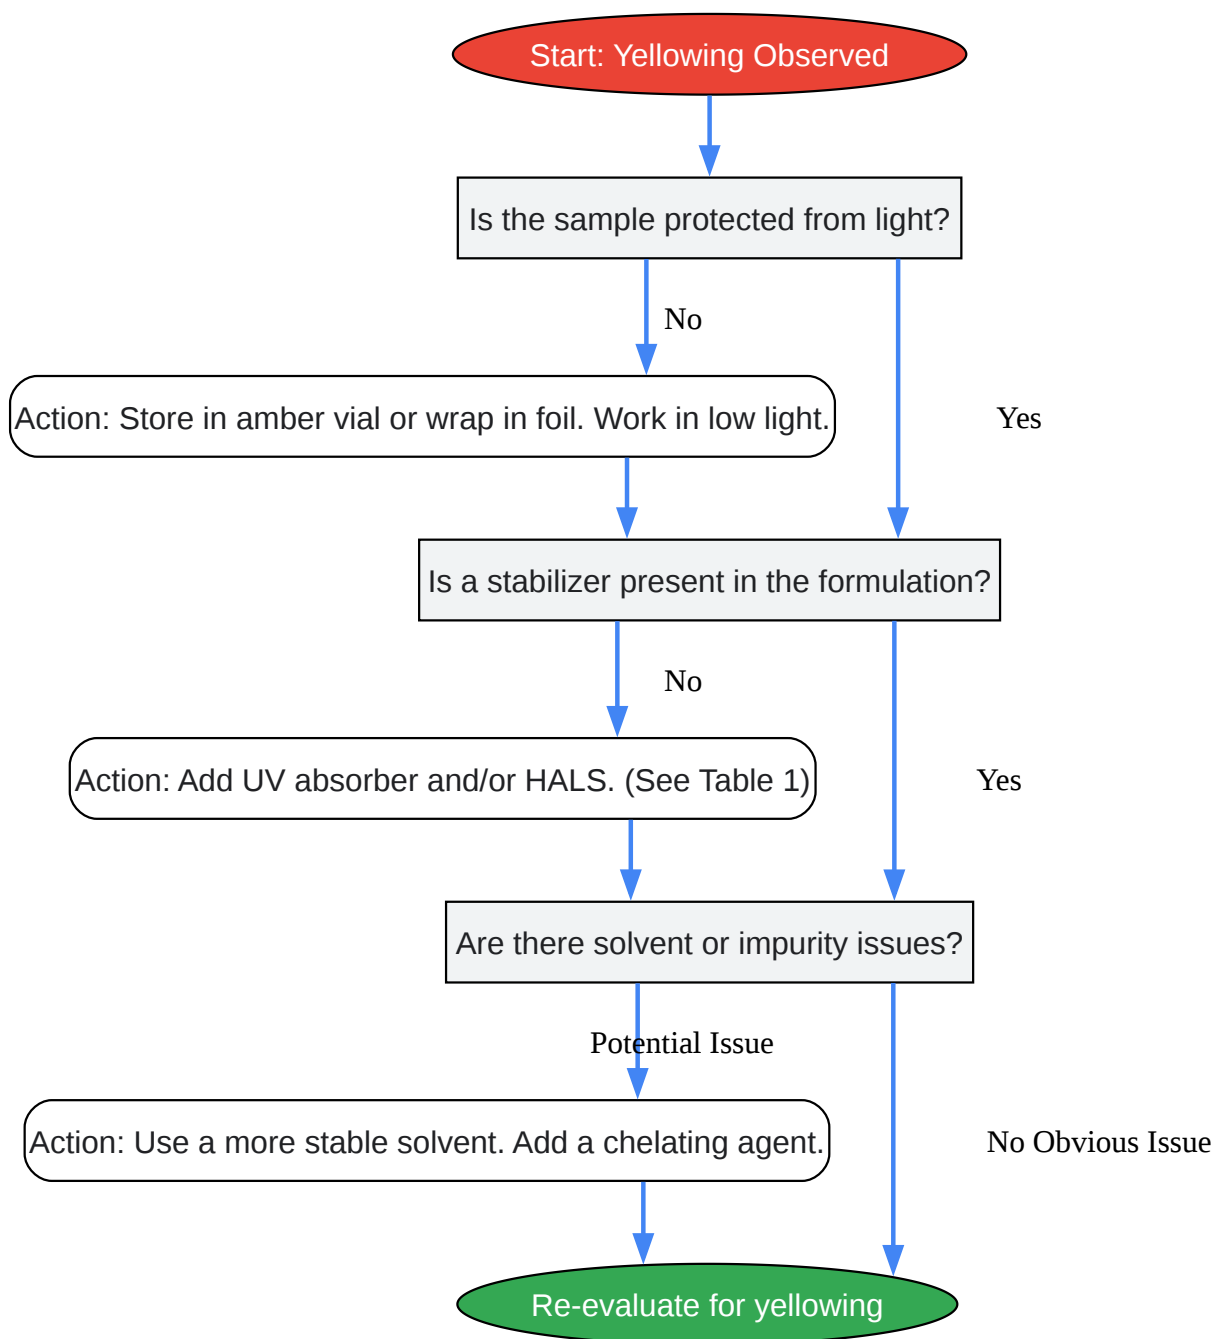 Start: Yellowing Observed
Is the sample protected from light?
No
Action: Store in amber vial or wrap in foil. Work in low light.
Yes
Is a stabilizer present in the formulation?
No
Action: Add UV absorber and/or HALS. (See Table 1)
Yes
Are there solvent or impurity issues?
Potential Issue
Action: Use a more stable solvent. Add a chelating agent.
No Obvious Issue
Re-evaluate for yellowing